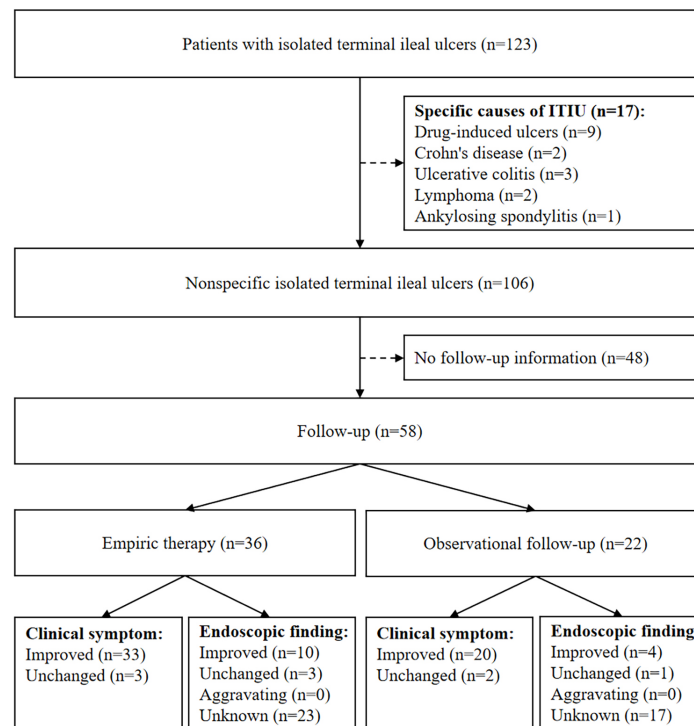 Patients with isolated terminal ileal ulcers (n=123)
Specific causes of ITIU (n=17):
Drug-induced ulcers (n=9)
Crohn's disease (n=2)
Ulcerative colitis (n=3)
Lymphoma (n=2)
Ankylosing spondylitis (n=1)
Nonspecific isolated terminal ileal ulcers (n=106)
No follow-up information (n=48)
Follow-up (n=58)
Empiric therapy (n=36)
Observational follow-up (n=22)
Clinical symptom:
Improved (n=33)
Unchanged (n=3)
Endoscopic finding:
Improved (n=10)
Unchanged (n=3)
Aggravating (n=0)
Unknown (n=23)
Clinical symptom:
Improved (n=20)
Unchanged (n=2)
Endoscopic finding:
Improved (n=4)
Unchanged (n=1)
Aggravating (n=0)
Unknown (n=17)